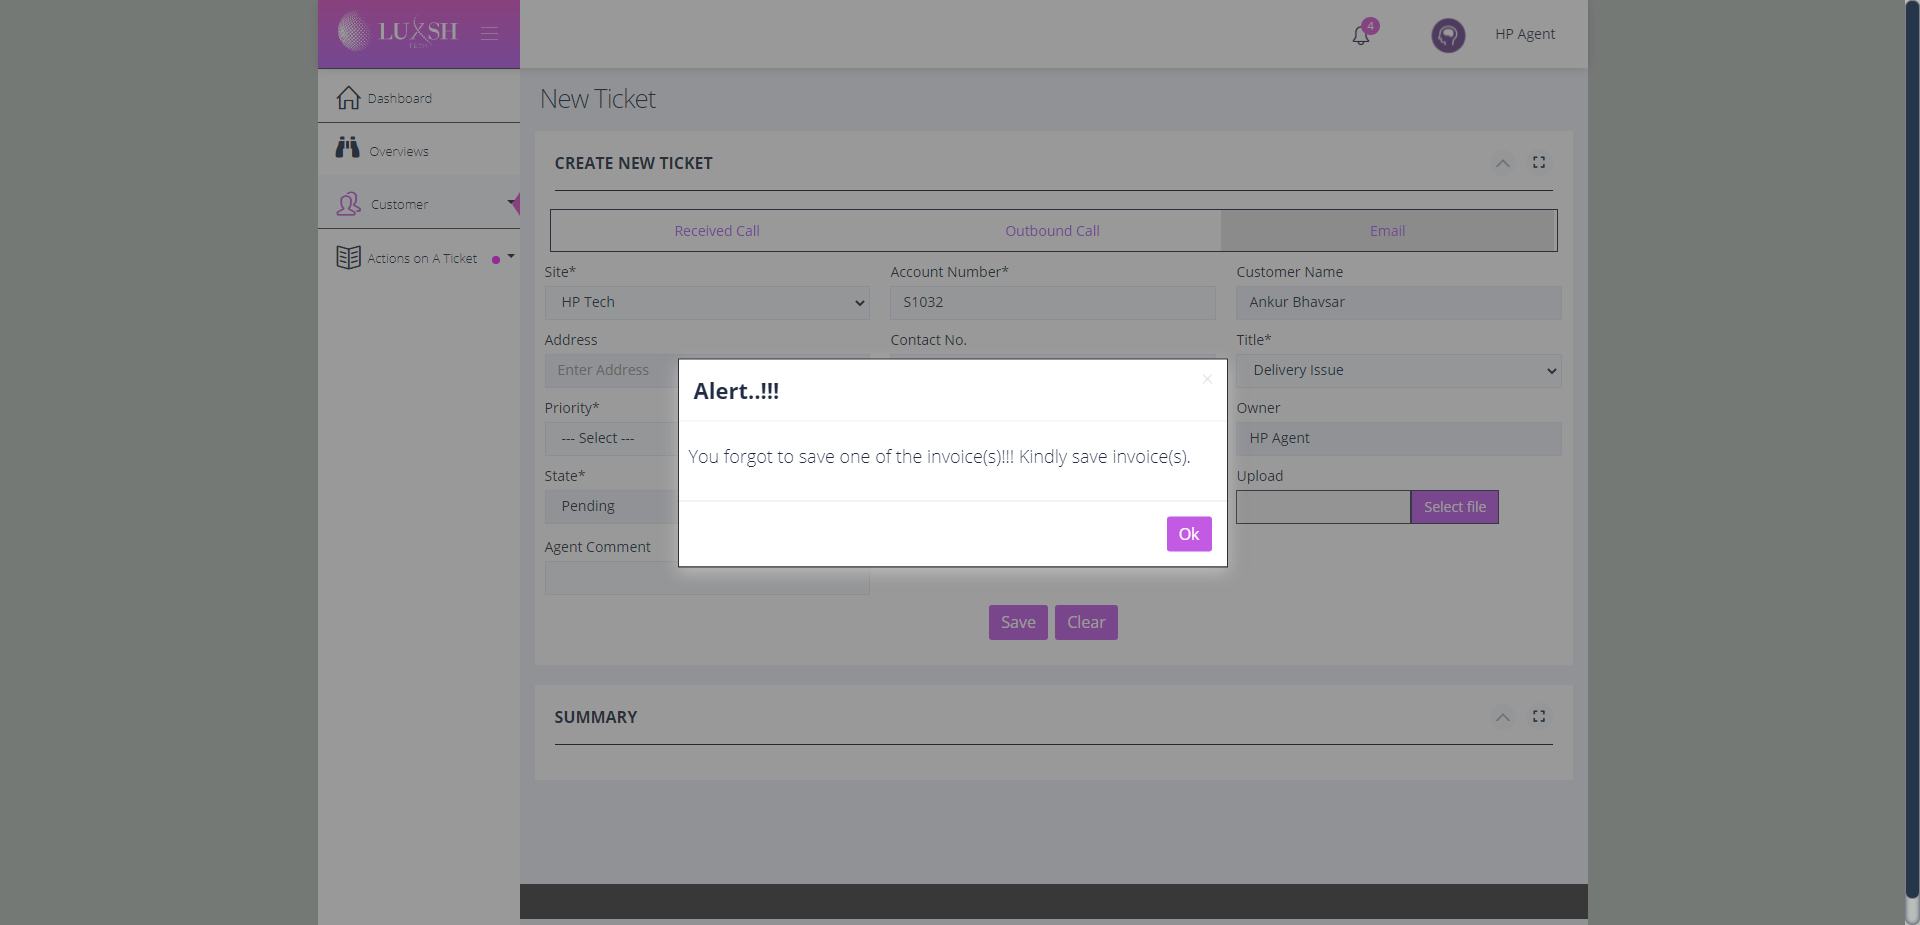 LUXSH
4
HP Agent
Dashboard
Overviews
Customer
Actions on A Ticket
New Ticket
CREATE NEW TICKET
Received Call
Outbound Call
Email
Site*
Account Number*
Customer Name
HP Tech
S1032
Ankur Bhavsar
Address
Contact No.
Title*
Enter Address
Delivery Issue
Priority*
Owner
--- Select ---
HP Agent
State*
Upload
Pending
Select file
Agent Comment
Alert..!!!
×
You forgot to save one of the invoice(s)!!! Kindly save invoice(s).
Ok
Save
Clear
SUMMARY